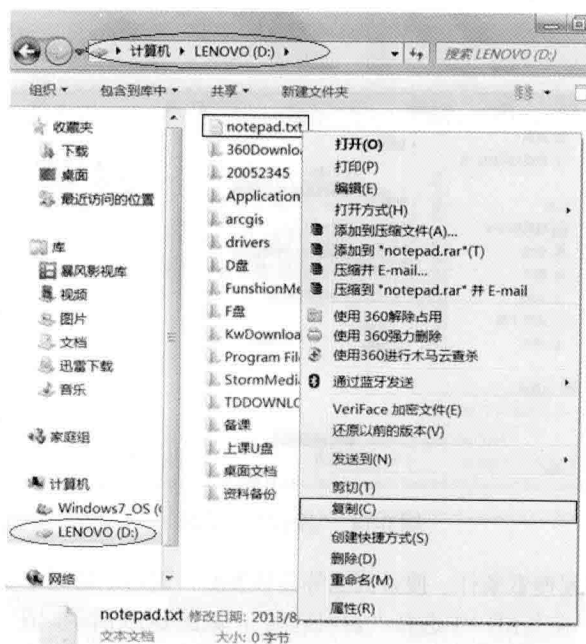 计算机 ▸ LENOVO (D:) ▸
搜索 LENOVO (D:)
组织 包含到库中 共享 新建文件夹
收藏夹
下载
桌面
最近访问的位置
库
暴风影视库
视频
图片
文档
迅雷下载
音乐
家庭组
计算机
Windows7_OS (
LENOVO (D:)
网络
notepad.txt
360Downlo
20052345
Application
arcgis
drivers
D盘
FunshionMe
F盘
KwDownloa
Program File
StormMedi
TDDOWNLO
备课
上课U盘
桌面文档
资料备份
打开(O)
打印(P)
编辑(E)
打开方式(H)
添加到压缩文件(A)...
添加到 "notepad.rar"(T)
压缩并 E-mail...
压缩到 "notepad.rar" 并 E-mail
使用 360解除占用
使用 360强力删除
使用360进行木马云查杀
通过蓝牙发送
VeriFace 加密文件(E)
还原以前的版本(V)
发送到(N)
剪切(T)
复制(C)
创建快捷方式(S)
删除(D)
重命名(M)
属性(R)
notepad.txt 修改日期: 2013/8/
文本文档 大小: 0 字节